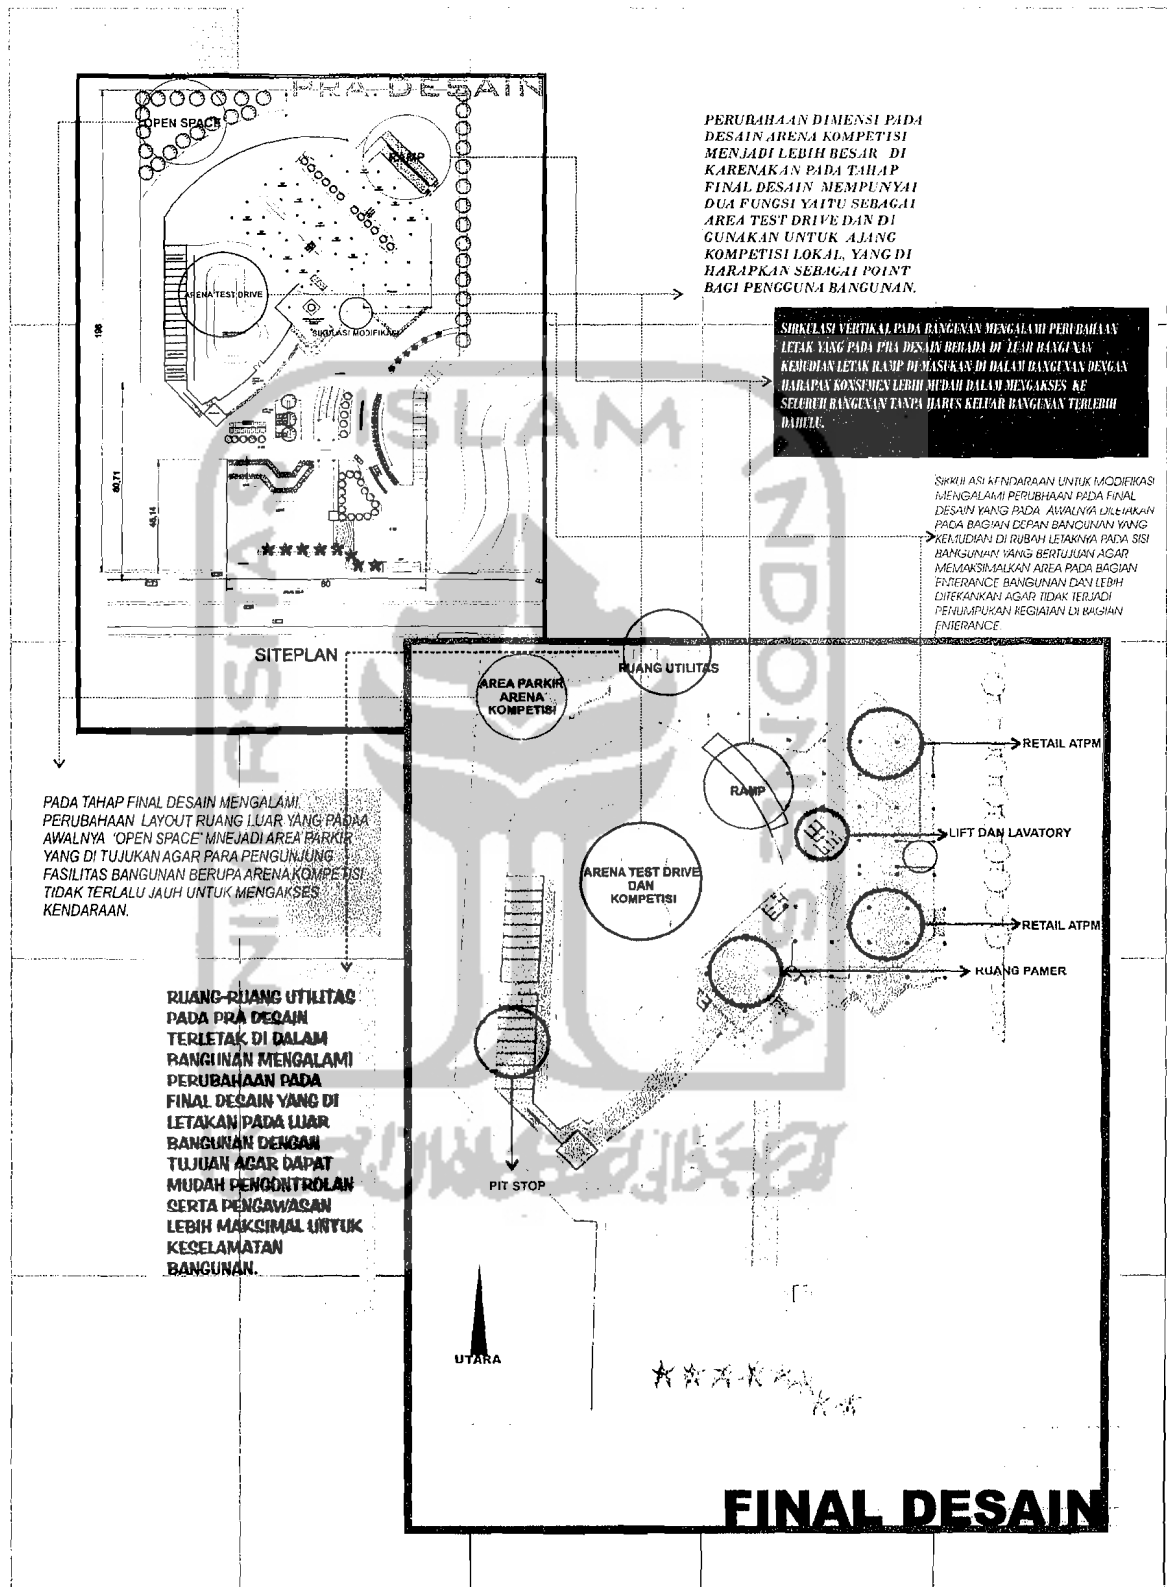 PRA DESAIN
OPEN SPACE
RAMP
ARENA TEST DRIVE
SIKULASI MODIFIKASI
198
80,71
48,14
60
SITEPLAN
PERUBAHAAN DIMENSI PADA
DESAIN ARENA KOMPETISI
MENJADI LEBIH BESAR DI
KARENAKAN PADA TAHAP
FINAL DESAIN MEMPUNYAI
DUA FUNGSI YAITU SEBAGAI
AREA TEST DRIVE DAN DI
GUNAKAN UNTUK AJANG
KOMPETISI LOKAL, YANG DI
HARAPKAN SEBAGAI POINT
BAGI PENGGUNA BANGUNAN.
SIRKULASI VERTIKAL PADA BANGUNAN MENGALAMI PERUBAHAAN
LETAK YANG PADA PRA DESAIN BERADA DI LUAR BANGUNAN
KEMUDIAN LETAK RAMP DI MASUKAN DI DALAM BANGUNAN DENGAN
HARAPAN KONSUMEN LEBIH MUDAH DALAM MENGAKSES KE
SELURUH BANGUNAN TANPA HARUS KELUAR BANGUNAN TERLEBIH
DAHULU.
SIRKULASI KENDARAAN UNTUK MODIFIKASI
MENGALAMI PERUBHAAN PADA FINAL
DESAIN YANG PADA AWALNYA DILETAKAN
PADA BAGIAN DEPAN BANGUNAN YANG
KEMUDIAN DI RUBAH LETAKNYA PADA SISI
BANGUNAN YANG BERTUJUAN AGAR
MEMAKSIMALKAN AREA PADA BAGIAN
ENTERANCE BANGUNAN DAN LEBIH
DITEKANKAN AGAR TIDAK TERJADI
PENUMPUKAN KEGIATAN DI BAGIAN
ENTERANCE.
PADA TAHAP FINAL DESAIN MENGALAMI
PERUBAHAAN LAYOUT RUANG LUAR YANG PADAA
AWALNYA 'OPEN SPACE' MNEJADI AREA PARKIR
YANG DI TUJUKAN AGAR PARA PENGUNJUNG
FASILITAS BANGUNAN BERUPA ARENA KOMPETISI
TIDAK TERLALU JAUH UNTUK MENGAKSES
KENDARAAN.
RUANG-RUANG UTILITAS
PADA PRA DESAIN
TERLETAK DI DALAM
BANGUNAN MENGALAMI
PERUBAHAAN PADA
FINAL DESAIN YANG DI
LETAKAN PADA LUAR
BANGUNAN DENGAN
TUJUAN AGAR DAPAT
MUDAH PENGONTROLAN
SERTA PENGAWASAN
LEBIH MAKSIMAL UNTUK
KESELAMATAN
BANGUNAN.
RUANG UTILITAS
AREA PARKIR
ARENA
KOMPETISI
RETAIL ATPM
RAMP
LIFT DAN LAVATORY
ARENA TEST DRIVE
DAN
KOMPETISI
RETAIL ATPM
RUANG PAMER
PIT STOP
UTARA
FINAL DESAIN
UNIVERSITAS
ISLAM
INDONESIA